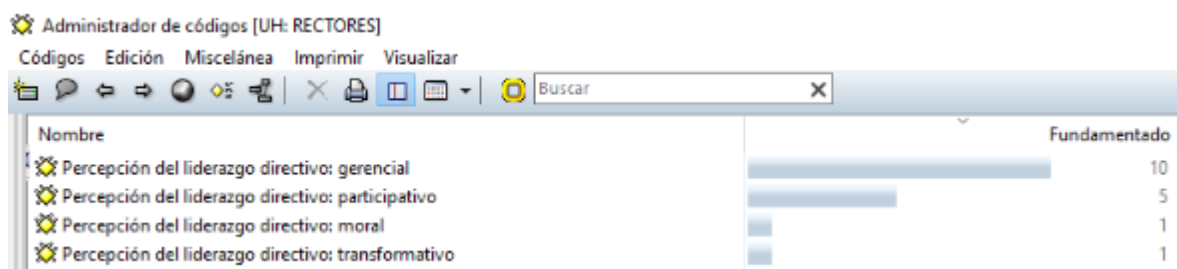 Administrador de códigos [UH: RECTORES]
Códigos Edición Miscelánea Imprimir Visualizar
Buscar
Nombre Fundamentado
Percepción del liderazgo directivo: gerencial 10
Percepción del liderazgo directivo: participativo 5
Percepción del liderazgo directivo: moral 1
Percepción del liderazgo directivo: transformativo 1